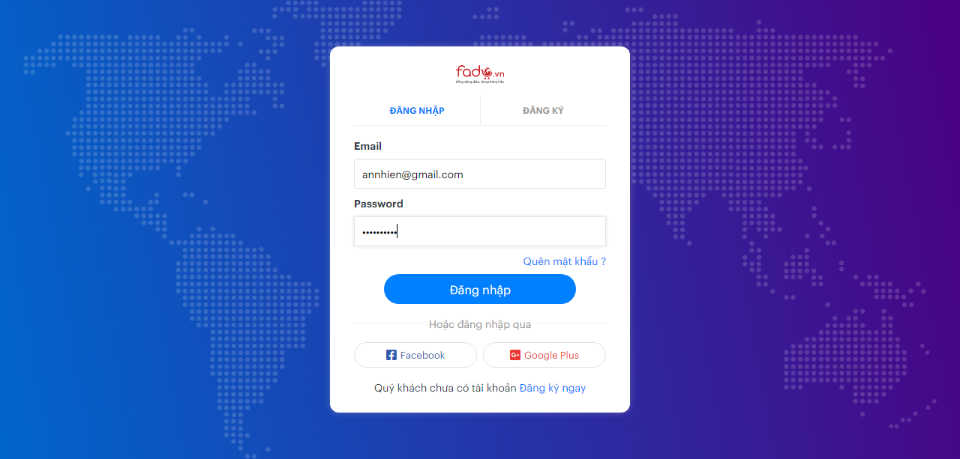 fado.vn
ĐĂNG NHẬP
ĐĂNG KÝ
Email
annhien@gmail.com
Password
••••••••••
Quên mật khẩu ?
Đăng nhập
Hoặc đăng nhập qua
Facebook
G+ Google Plus
Quý khách chưa có tài khoản Đăng ký ngay